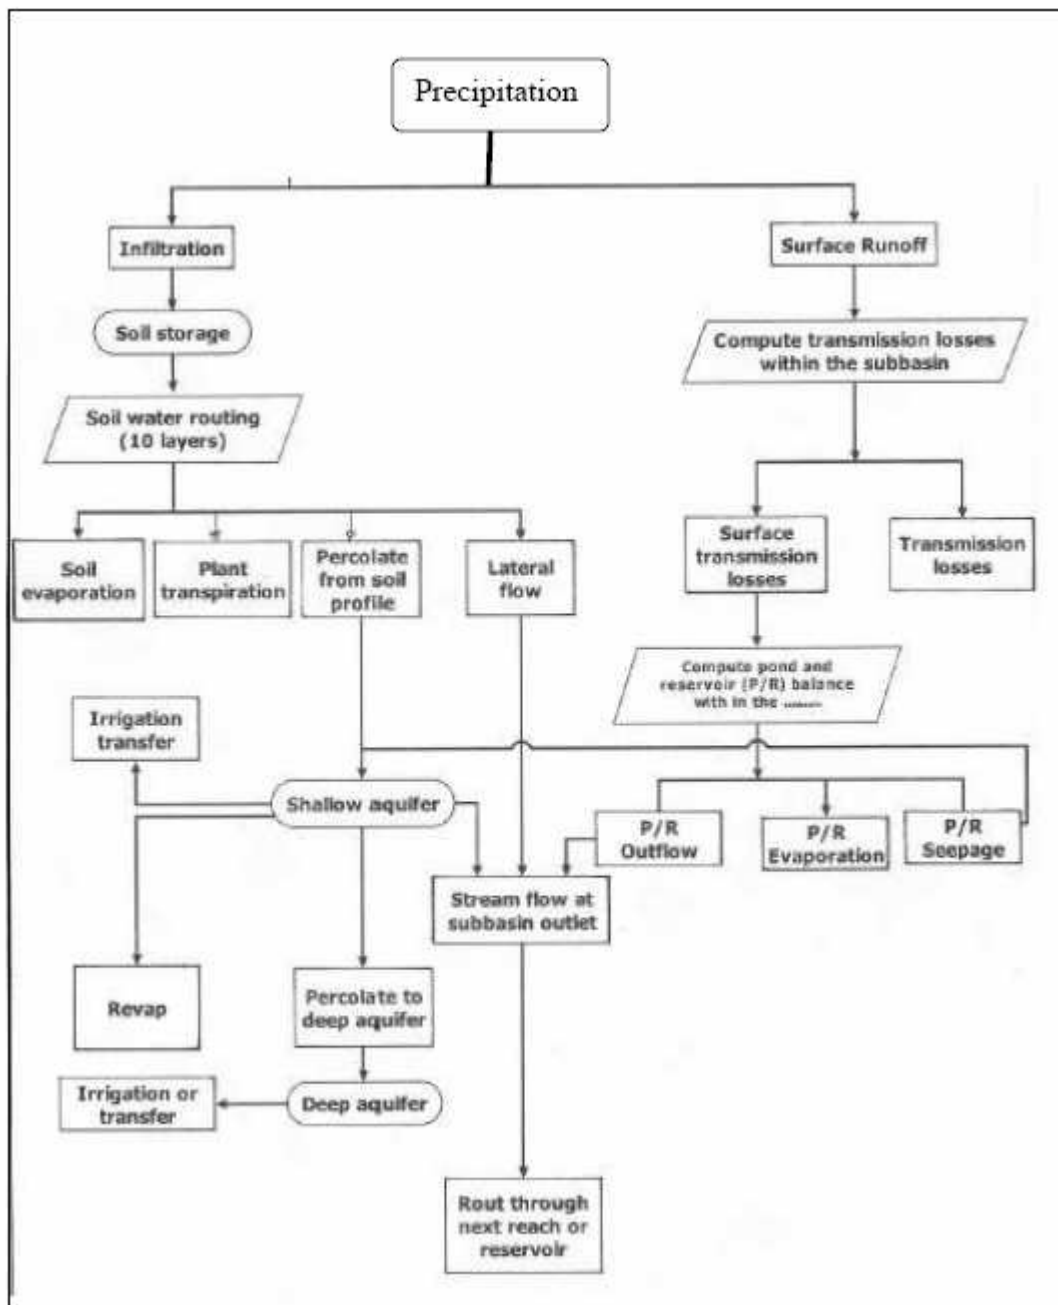 Precipitation
Infiltration
Surface Runoff
Soil storage
Compute transmission losses
within the subbasin
Soil water routing
(10 layers)
Soil
evaporation
Plant
transpiration
Percolate
from soil
profile
Lateral
flow
Surface
transmission
losses
Transmission
losses
Compute pond and
reservoir (P/R) balance
with in the
Irrigation
transfer
Shallow aquifer
P/R
Outflow
P/R
Evaporation
P/R
Seepage
Stream flow at
subbasin outlet
Revap
Percolate to
deep aquifer
Irrigation or
transfer
Deep aquifer
Rout through
next reach or
reservoir